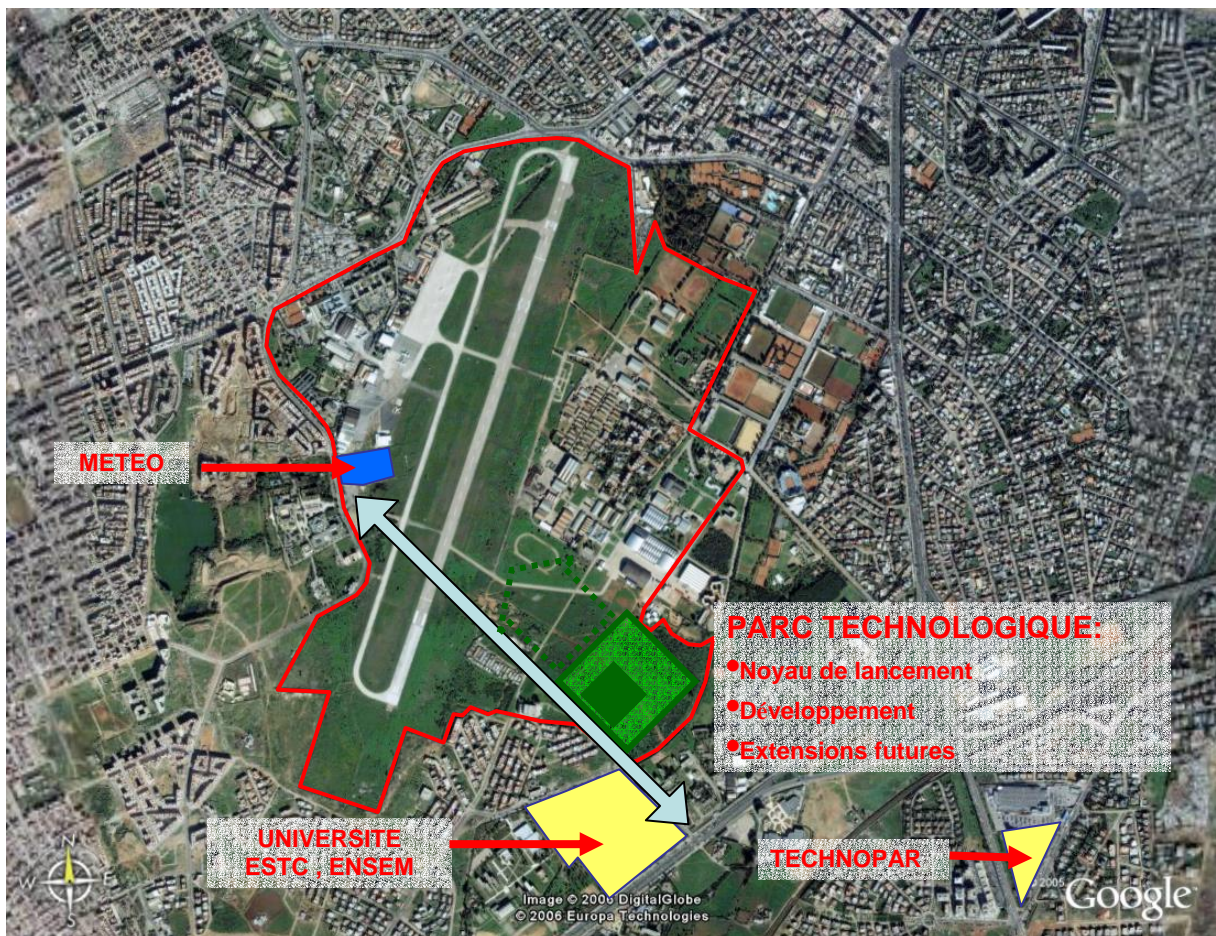 METEO
PARC TECHNOLOGIQUE:
•Noyau de lancement
•Développement
•Extensions futures
UNIVERSITE
ESTC , ENSEM
TECHNOPAR
N
W
E
S
Image © 2006 DigitalGlobe
© 2006 Europa Technologies
© 2005
Google